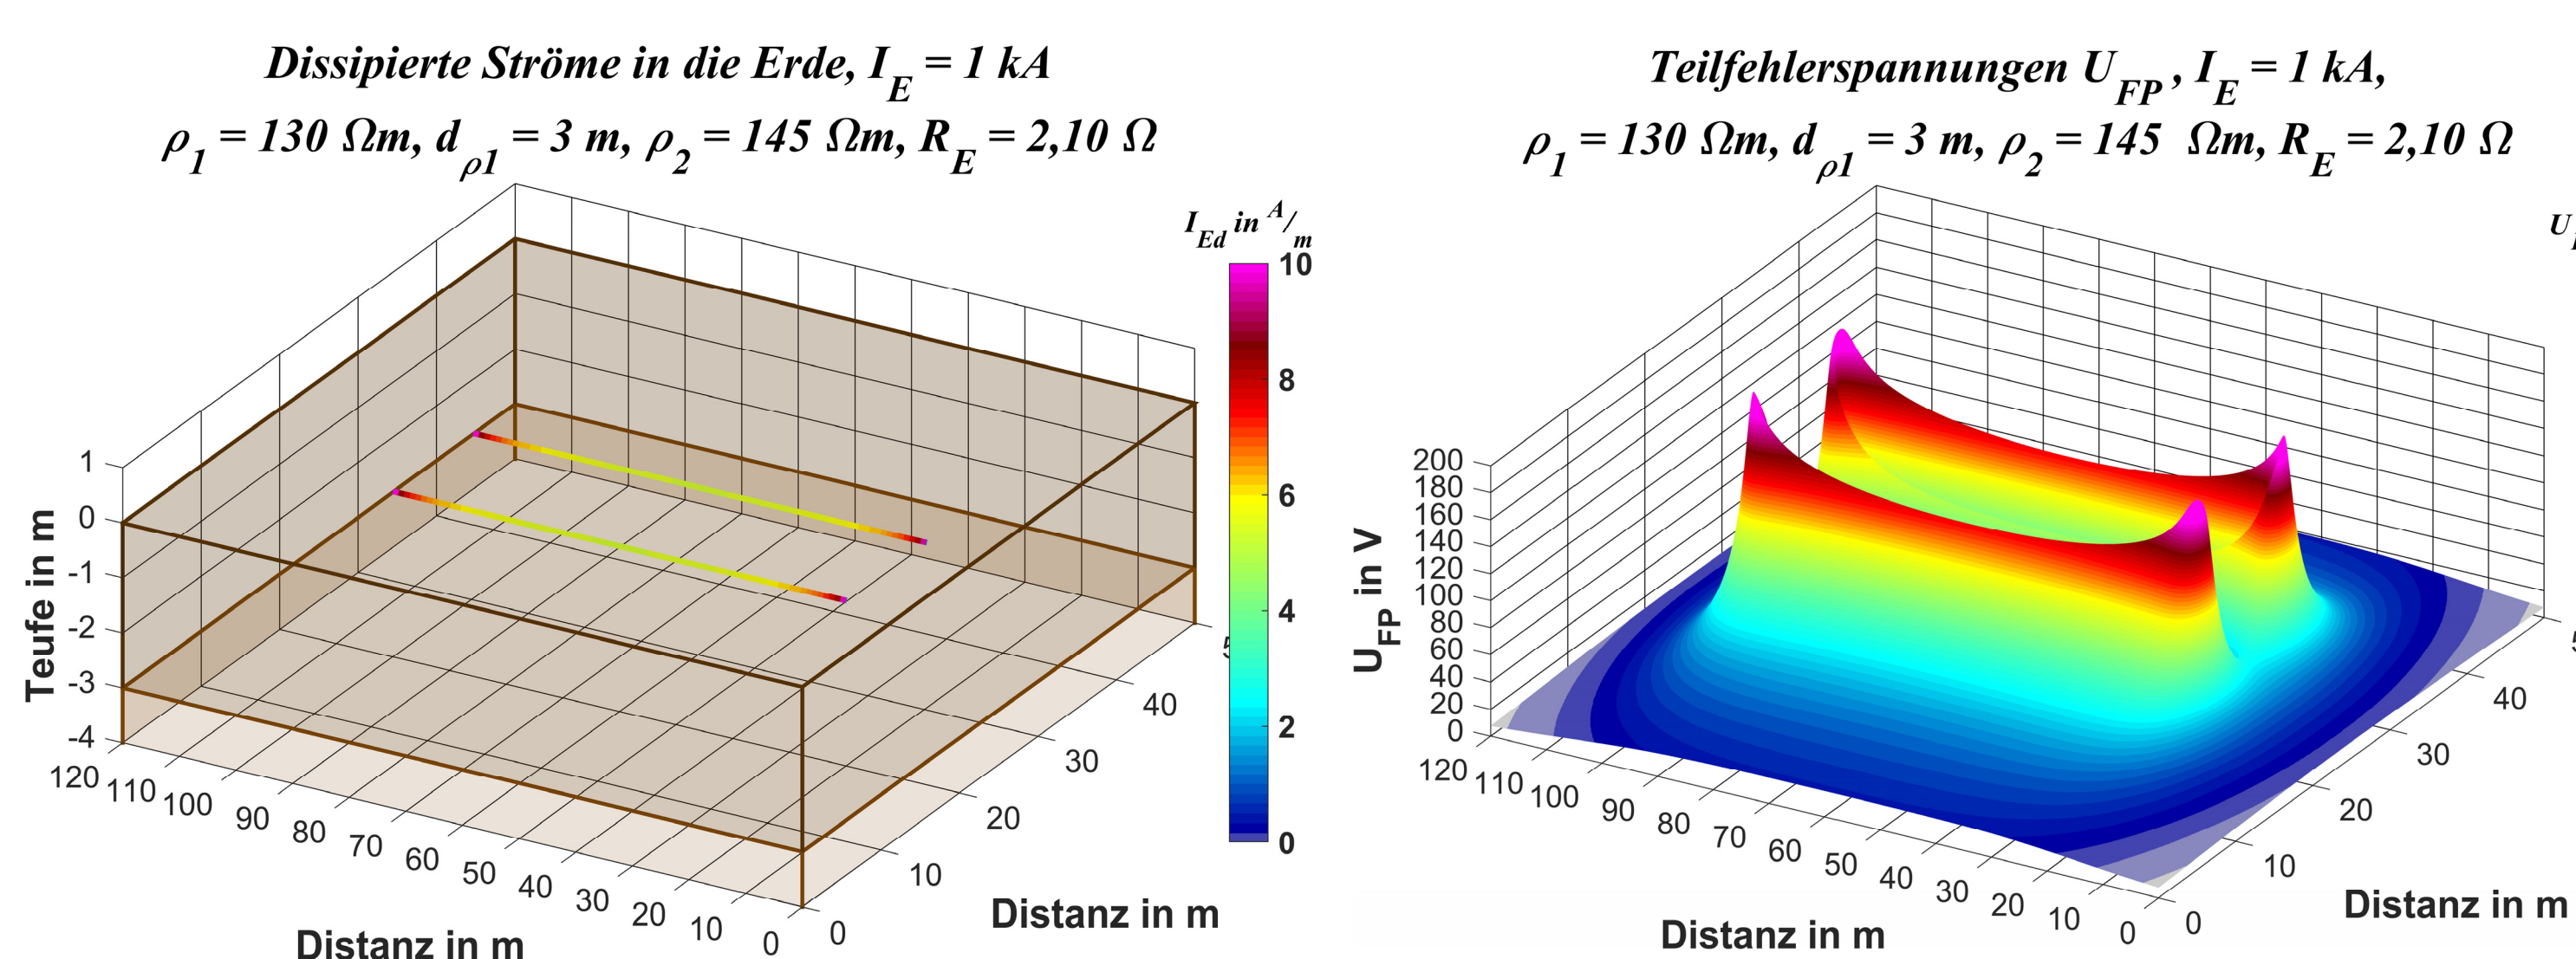 Dissipierte Ströme in die Erde, I_E = 1 kA
ρ_1 = 130 Ωm, d_ρ1 = 3 m, ρ_2 = 145 Ωm, R_E = 2,10 Ω
I_Ed in A/m
10
8
6
4
2
0
1
0
-1
-2
-3
-4
Teufe in m
120 110 100 90 80 70 60 50 40 30 20 10 0
Distanz in m
0 10 20 30 40
Distanz in m
Teilfehlerspannungen U_FP , I_E = 1 kA,
ρ_1 = 130 Ωm, d_ρ1 = 3 m, ρ_2 = 145 Ωm, R_E = 2,10 Ω
U
200
180
160
140
120
100
80
60
40
20
0
U_FP in V
120 110 100 90 80 70 60 50 40 30 20 10 0
Distanz in m
0 10 20 30 40
Distanz in m